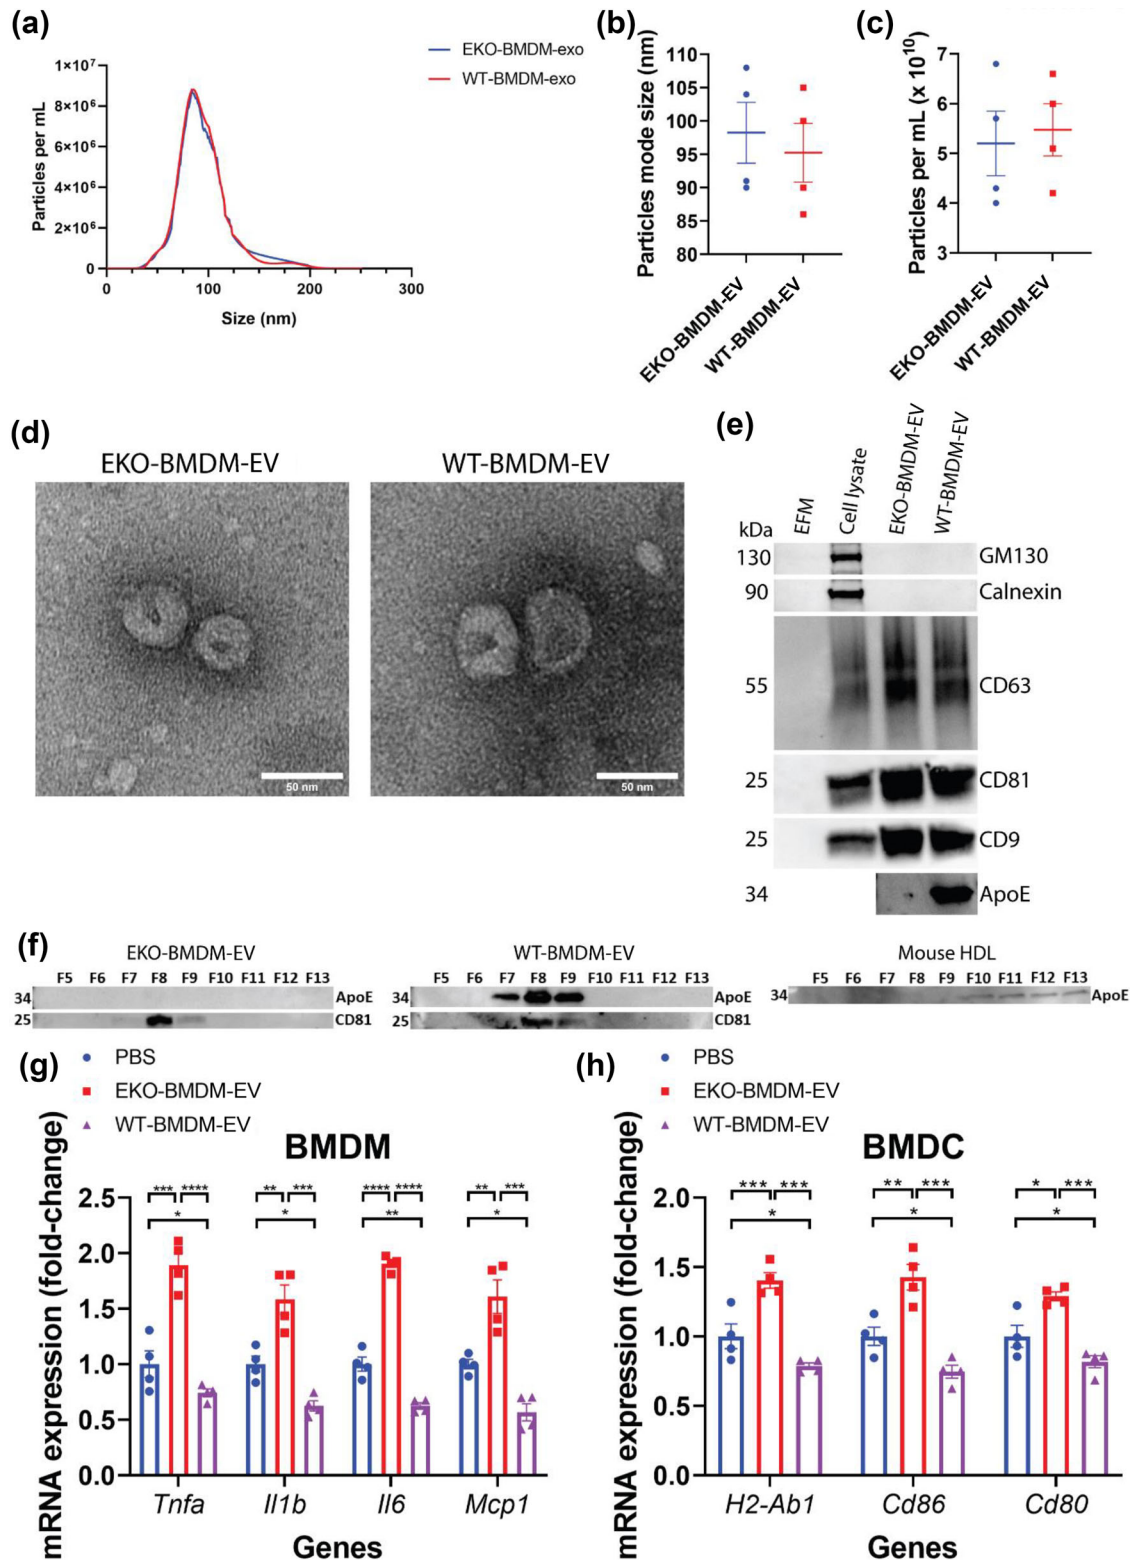 (a)
EKO-BMDM-exo
WT-BMDM-exo
1×10⁷
8×10⁶
6×10⁶
4×10⁶
2×10⁶
0
Particles per mL
0 100 200 300
Size (nm)
(b)
Particles mode size (nm)
110
105
100
95
90
85
80
EKO-BMDM-EV
WT-BMDM-EV
(c)
Particles per mL (x 10¹⁰)
7
6
5
4
3
EKO-BMDM-EV
WT-BMDM-EV
(d)
EKO-BMDM-EV
WT-BMDM-EV
50 nm
50 nm
(e)
kDa EFM Cell lysate EKO-BMDM-EV WT-BMDM-EV
130 GM130
90 Calnexin
55 CD63
25 CD81
25 CD9
34 ApoE
(f)
EKO-BMDM-EV
F5 F6 F7 F8 F9 F10 F11 F12 F13
34 ApoE
25 CD81
WT-BMDM-EV
F5 F6 F7 F8 F9 F10 F11 F12 F13
34 ApoE
25 CD81
Mouse HDL
F5 F6 F7 F8 F9 F10 F11 F12 F13
34 ApoE
(g)
PBS
EKO-BMDM-EV
WT-BMDM-EV
BMDM
mRNA expression (fold-change)
2.5
2.0
1.5
1.0
0.5
0.0
*** **** ** *** **** **** ** ***
* * ** *
Tnfa Il1b Il6 Mcp1
Genes
(h)
PBS
EKO-BMDM-EV
WT-BMDM-EV
BMDC
mRNA expression (fold-change)
2.0
1.5
1.0
0.5
0.0
*** *** ** *** * ***
* * *
H2-Ab1 Cd86 Cd80
Genes